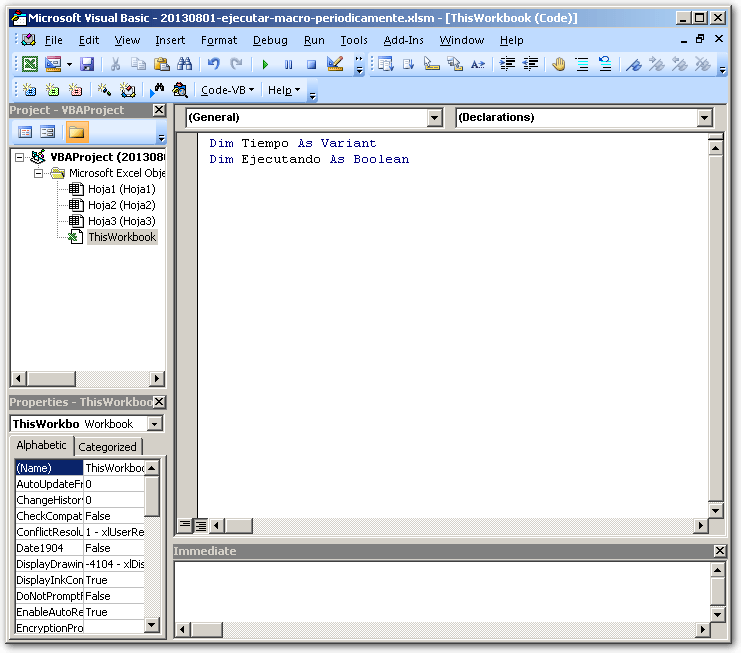 Microsoft Visual Basic - 20130801-ejecutar-macro-periodicamente.xlsm - [ThisWorkbook (Code)]
File Edit View Insert Format Debug Run Tools Add-Ins Window Help
Code-VB Help
Project - VBAProject
(General) (Declarations)
Dim Tiempo As Variant
Dim Ejecutando As Boolean
VBAProject (2013080
Microsoft Excel Obje
Hoja1 (Hoja1)
Hoja2 (Hoja2)
Hoja3 (Hoja3)
ThisWorkbook
Properties - ThisWorkboo
ThisWorkbo Workbook
Alphabetic Categorized
(Name) ThisWorkboo
AutoUpdateFr 0
ChangeHistor 0
CheckCompat False
ConflictResolu 1 - xlUserRe
Date1904 False
DisplayDrawin -4104 - xlDis
DisplayInkCom True
DoNotPromptF False
EnableAutoRe True
EncryptionPro
Immediate